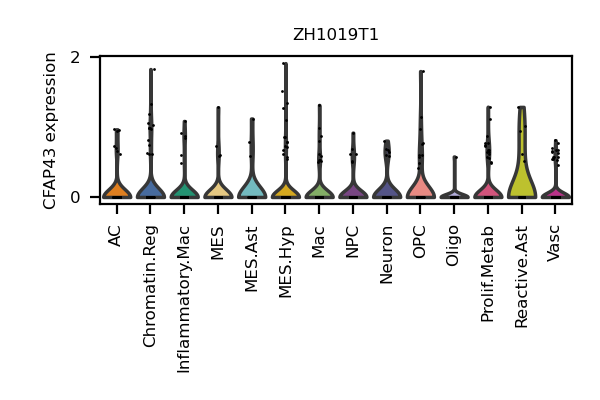 ZH1019T1
CFAP43 expression
2
0
AC
Chromatin.Reg
Inflammatory.Mac
MES
MES.Ast
MES.Hyp
Mac
NPC
Neuron
OPC
Oligo
Prolif.Metab
Reactive.Ast
Vasc